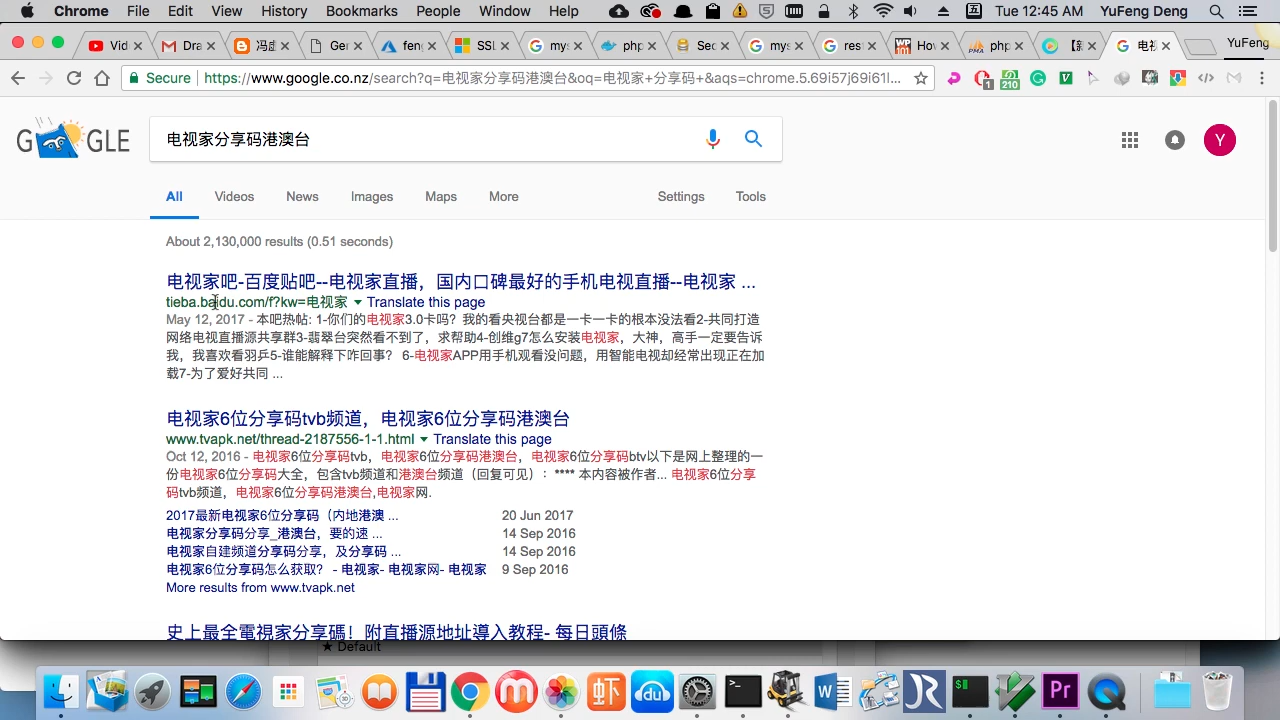 Chrome File Edit View History Bookmarks People Window Help Tue 12:45 AM YuFeng Deng
Vid Dro 冯虚 Ger feng SSL mys php Sec mys res How php 【新 电视 YuFeng
Secure https://www.google.co.nz/search?q=电视家分享码港澳台&oq=电视家+分享码+&aqs=chrome.5.69i57j69i61l...
1 210
GOOGLE 电视家分享码港澳台 Y
All Videos News Images Maps More Settings Tools
About 2,130,000 results (0.51 seconds)
电视家吧-百度贴吧--电视家直播，国内口碑最好的手机电视直播--电视家 ...
tieba.baidu.com/f?kw=电视家 Translate this page
May 12, 2017 - 本吧热帖: 1-你们的电视家3.0卡吗？我的看央视台都是一卡一卡的根本没法看2-共同打造
网络电视直播源共享群3-翡翠台突然看不到了，求帮助4-创维g7怎么安装电视家，大神，高手一定要告诉
我，我喜欢看羽乒5-谁能解释下咋回事？ 6-电视家APP用手机观看没问题，用智能电视却经常出现正在加
载7-为了爱好共同 ...
电视家6位分享码tvb频道，电视家6位分享码港澳台
www.tvapk.net/thread-2187556-1-1.html Translate this page
Oct 12, 2016 - 电视家6位分享码tvb，电视家6位分享码港澳台，电视家6位分享码btv以下是网上整理的一
份电视家6位分享码大全，包含tvb频道和港澳台频道（回复可见）： **** 本内容被作者... 电视家6位分享
码tvb频道，电视家6位分享码港澳台,电视家网.
2017最新电视家6位分享码（内地港澳 ... 20 Jun 2017
电视家分享码分享_港澳台，要的速 ... 14 Sep 2016
电视家自建频道分享码分享，及分享码 ... 14 Sep 2016
电视家6位分享码怎么获取？ - 电视家- 电视家网- 电视家 9 Sep 2016
More results from www.tvapk.net
史上最全電視家分享碼！附直播源地址導入教程- 每日頭條
★ Default